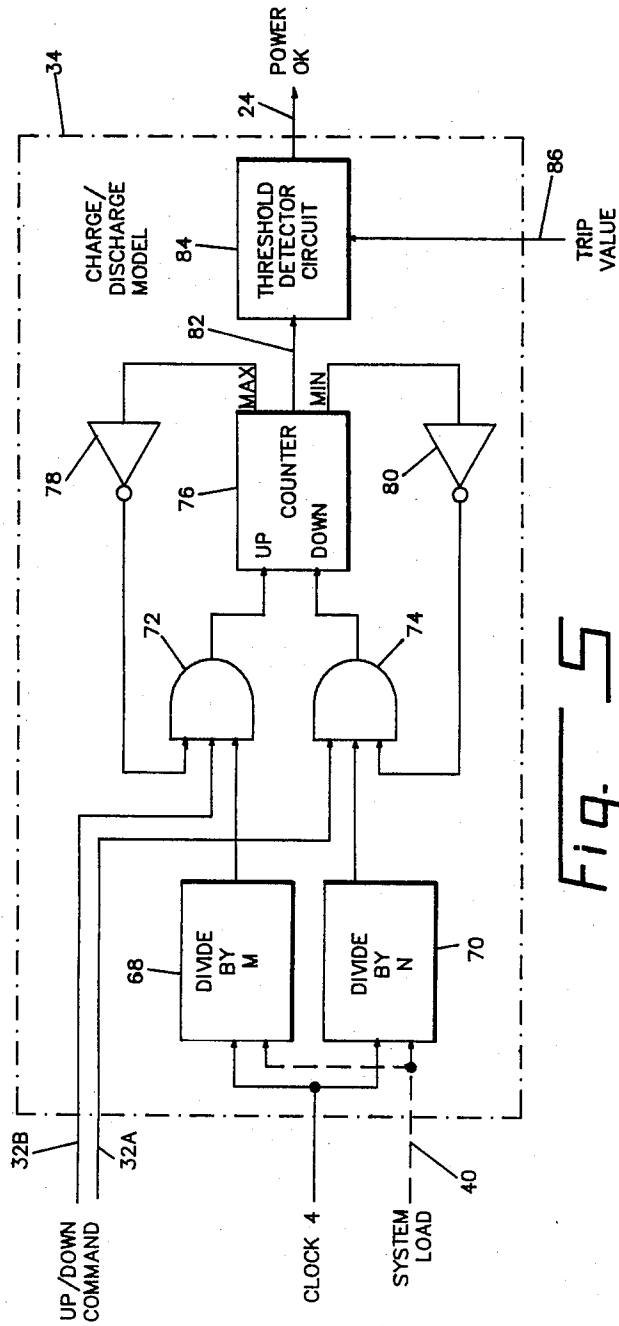 34
CHARGE/
DISCHARGE
MODEL
POWER
OK
24
84
THRESHOLD
DETECTOR
CIRCUIT
86
TRIP
VALUE
82
78
MAX
MIN
76
UP
COUNTER
DOWN
80
72
74
68
DIVIDE
BY
M
DIVIDE
BY
N
70
32B
32A
UP/DOWN
COMMAND
CLOCK 4
40
SYSTEM
LOAD
Fig. 5